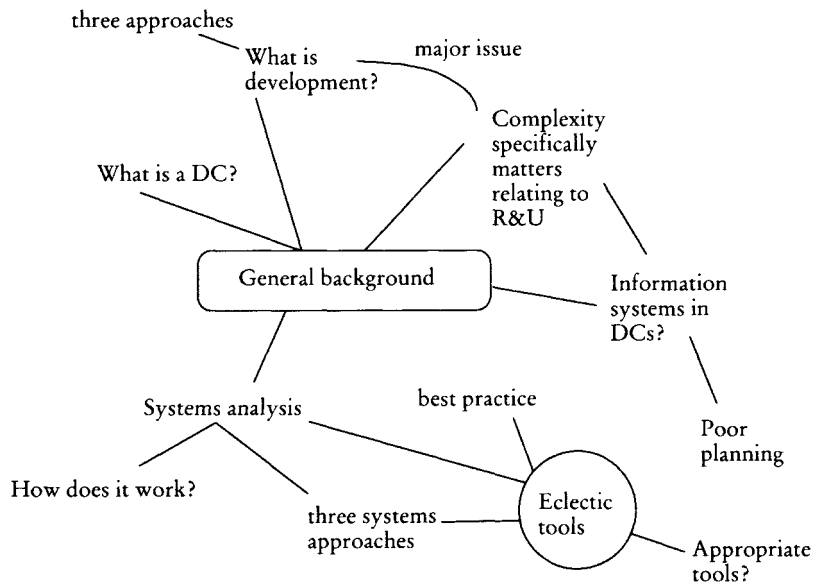 three approaches
What is
development?
major issue
Complexity
specifically
matters
relating to
R&U
What is a DC?
General background
Information
systems in
DCs?
Systems analysis
best practice
Poor
planning
How does it work?
three systems
approaches
Eclectic
tools
Appropriate
tools?